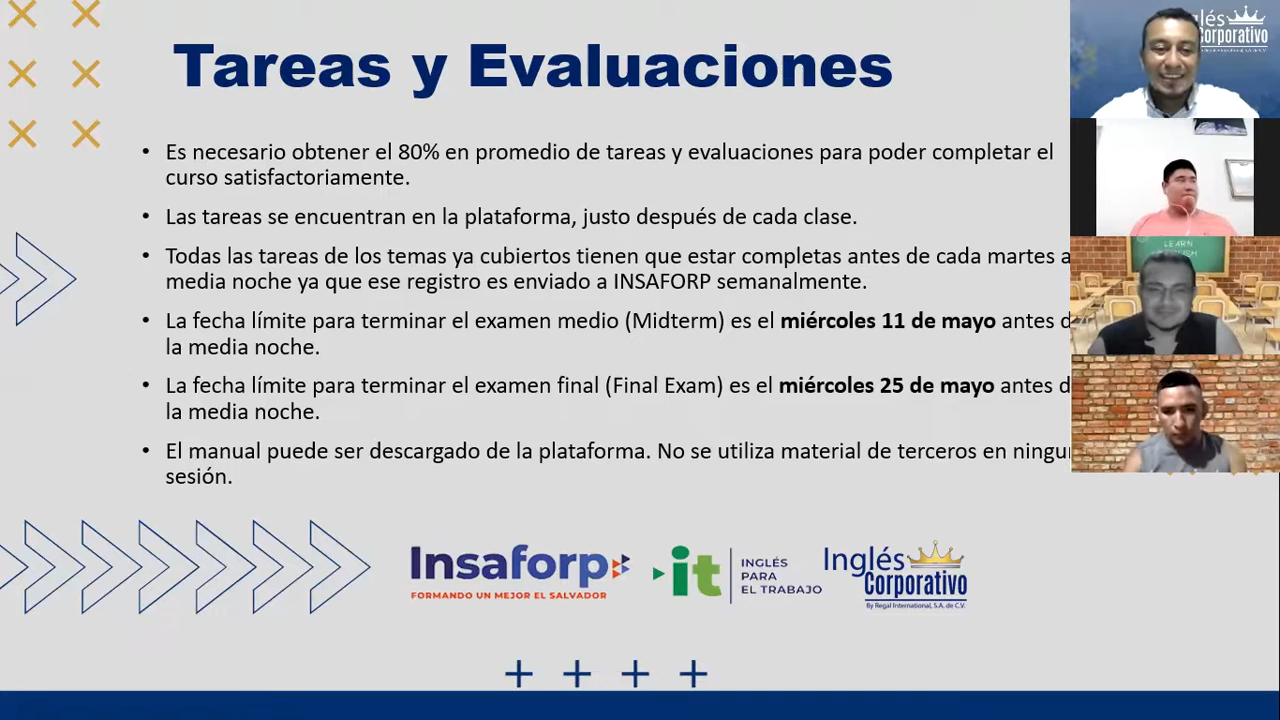 Tareas y Evaluaciones
• Es necesario obtener el 80% en promedio de tareas y evaluaciones para poder completar el
curso satisfactoriamente.
• Las tareas se encuentran en la plataforma, justo después de cada clase.
• Todas las tareas de los temas ya cubiertos tienen que estar completas antes de cada martes a
media noche ya que ese registro es enviado a INSAFORP semanalmente.
• La fecha límite para terminar el examen medio (Midterm) es el miércoles 11 de mayo antes d
la media noche.
• La fecha límite para terminar el examen final (Final Exam) es el miércoles 25 de mayo antes d
la media noche.
• El manual puede ser descargado de la plataforma. No se utiliza material de terceros en ningu
sesión.
Insaforp
FORMANDO UN MEJOR EL SALVADOR
it
INGLÉS
PARA
EL TRABAJO
Inglés
Corporativo
By Regal International, S.A. de C.V.
glés
Corporativo
LEARN